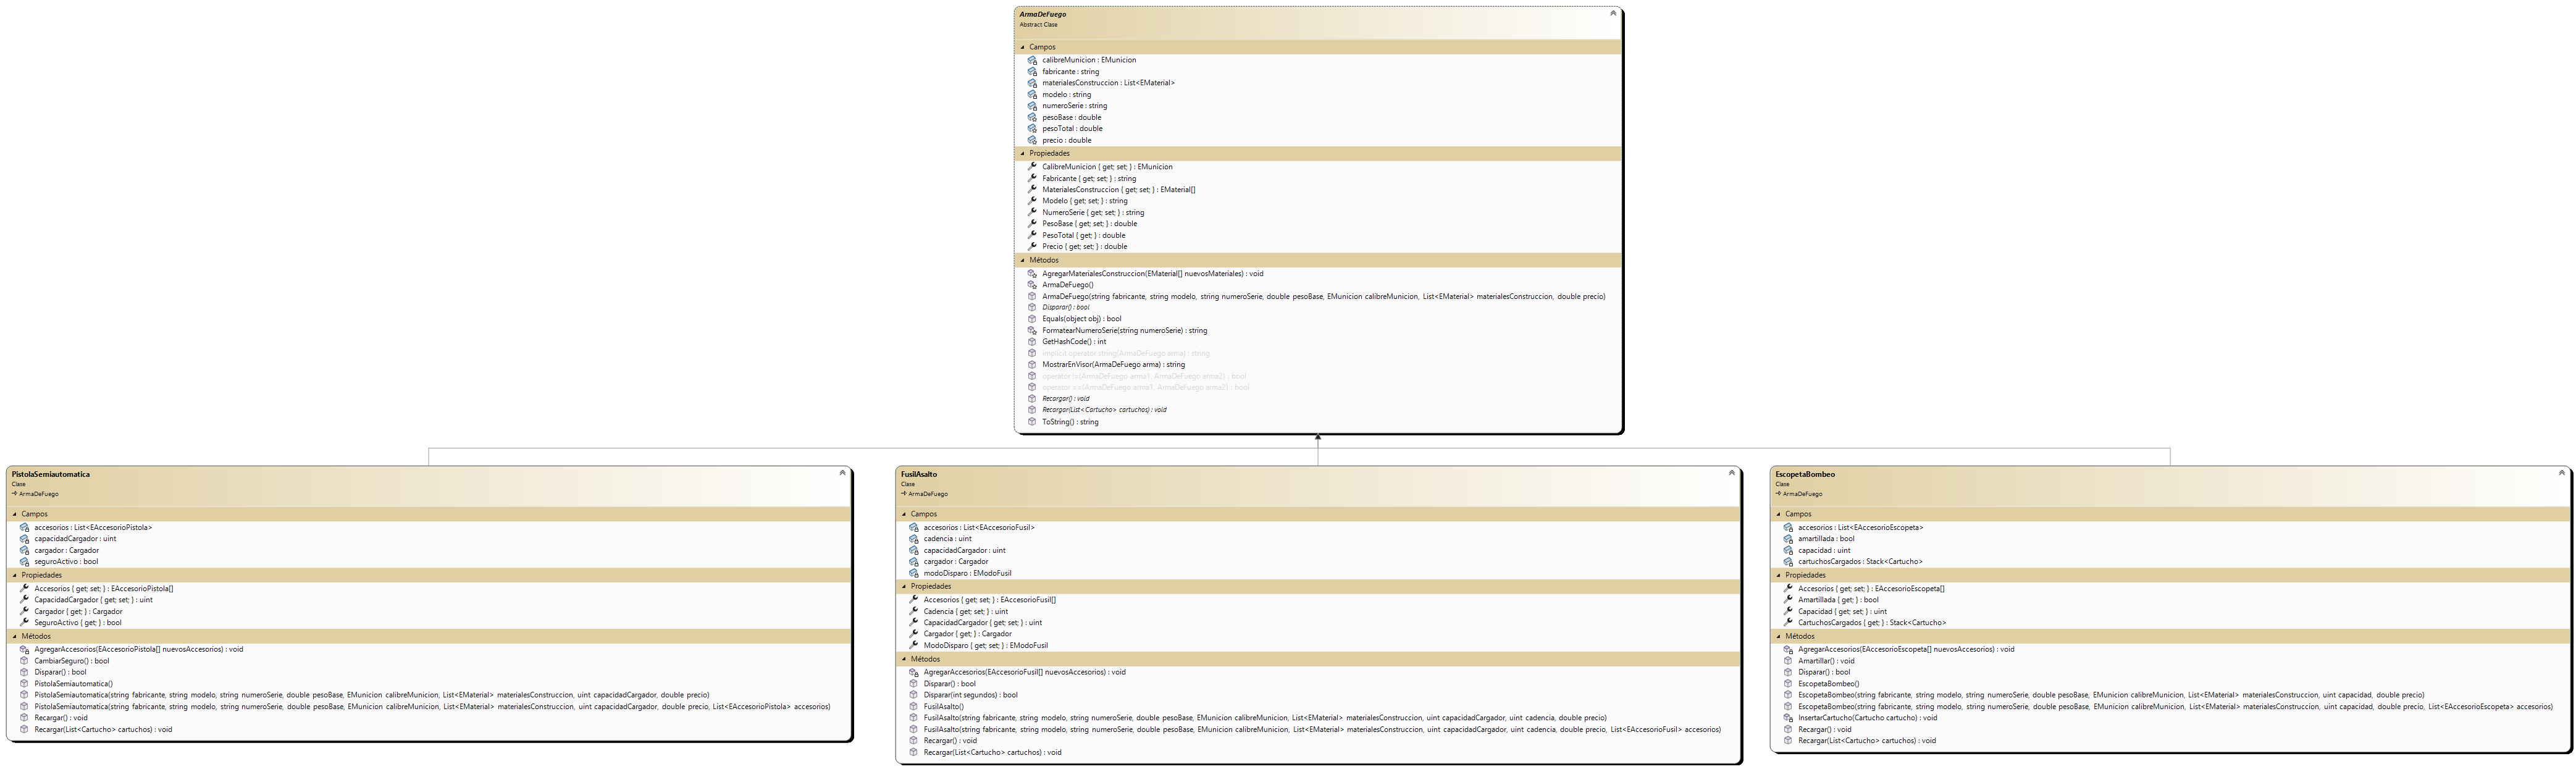 ArmaDeFuego
Abstract Clase
Campos
calibreMunicion : EMunicion
fabricante : string
materialesConstruccion : List<EMaterial>
modelo : string
numeroSerie : string
pesoBase : double
pesoTotal : double
precio : double
Propiedades
CalibreMunicion { get; set; } : EMunicion
Fabricante { get; set; } : string
MaterialesConstruccion { get; set; } : EMaterial[]
Modelo { get; set; } : string
NumeroSerie { get; set; } : string
PesoBase { get; set; } : double
PesoTotal { get; } : double
Precio { get; set; } : double
Métodos
AgregarMaterialesConstruccion(EMaterial[] nuevosMateriales) : void
ArmaDeFuego()
ArmaDeFuego(string fabricante, string modelo, string numeroSerie, double pesoBase, EMunicion calibreMunicion, List<EMaterial> materialesConstruccion, double precio)
Disparar() : bool
Equals(object obj) : bool
FormatearNumeroSerie(string numeroSerie) : string
GetHashCode() : int
implicit operator string(ArmaDeFuego arma) : string
MostrarEnVisor(ArmaDeFuego arma) : string
operator !=(ArmaDeFuego arma1, ArmaDeFuego arma2) : bool
operator ==(ArmaDeFuego arma1, ArmaDeFuego arma2) : bool
Recargar() : void
Recargar(List<Cartucho> cartuchos) : void
ToString() : string
PistolaSemiautomatica
Clase
ArmaDeFuego
Campos
accesorios : List<EAccesorioPistola>
capacidadCargador : uint
cargador : Cargador
seguroActivo : bool
Propiedades
Accesorios { get; set; } : EAccesorioPistola[]
CapacidadCargador { get; set; } : uint
Cargador { get; } : Cargador
SeguroActivo { get; } : bool
Métodos
AgregarAccesorios(EAccesorioPistola[] nuevosAccesorios) : void
CambiarSeguro() : bool
Disparar() : bool
PistolaSemiautomatica()
PistolaSemiautomatica(string fabricante, string modelo, string numeroSerie, double pesoBase, EMunicion calibreMunicion, List<EMaterial> materialesConstruccion, uint capacidadCargador, double precio)
PistolaSemiautomatica(string fabricante, string modelo, string numeroSerie, double pesoBase, EMunicion calibreMunicion, List<EMaterial> materialesConstruccion, uint capacidadCargador, double precio, List<EAccesorioPistola> accesorios)
Recargar() : void
Recargar(List<Cartucho> cartuchos) : void
FusilAsalto
Clase
ArmaDeFuego
Campos
accesorios : List<EAccesorioFusil>
cadencia : uint
capacidadCargador : uint
cargador : Cargador
modoDisparo : EModoFusil
Propiedades
Accesorios { get; set; } : EAccesorioFusil[]
Cadencia { get; set; } : uint
CapacidadCargador { get; set; } : uint
Cargador { get; } : Cargador
ModoDisparo { get; set; } : EModoFusil
Métodos
AgregarAccesorios(EAccesorioFusil[] nuevosAccesorios) : void
Disparar() : bool
Disparar(int segundos) : bool
FusilAsalto()
FusilAsalto(string fabricante, string modelo, string numeroSerie, double pesoBase, EMunicion calibreMunicion, List<EMaterial> materialesConstruccion, uint capacidadCargador, uint cadencia, double precio)
FusilAsalto(string fabricante, string modelo, string numeroSerie, double pesoBase, EMunicion calibreMunicion, List<EMaterial> materialesConstruccion, uint capacidadCargador, uint cadencia, double precio, List<EAccesorioFusil> accesorios)
Recargar() : void
Recargar(List<Cartucho> cartuchos) : void
EscopetaBombeo
Clase
ArmaDeFuego
Campos
accesorios : List<EAccesorioEscopeta>
amartillada : bool
capacidad : uint
cartuchosCargados : Stack<Cartucho>
Propiedades
Accesorios { get; set; } : EAccesorioEscopeta[]
Amartillada { get; } : bool
Capacidad { get; set; } : uint
CartuchosCargados { get; } : Stack<Cartucho>
Métodos
AgregarAccesorios(EAccesorioEscopeta[] nuevosAccesorios) : void
Amartillar() : void
Disparar() : bool
EscopetaBombeo()
EscopetaBombeo(string fabricante, string modelo, string numeroSerie, double pesoBase, EMunicion calibreMunicion, List<EMaterial> materialesConstruccion, uint capacidad, double precio)
EscopetaBombeo(string fabricante, string modelo, string numeroSerie, double pesoBase, EMunicion calibreMunicion, List<EMaterial> materialesConstruccion, uint capacidad, double precio, List<EAccesorioEscopeta> accesorios)
InsertarCartucho(Cartucho cartucho) : void
Recargar() : void
Recargar(List<Cartucho> cartuchos) : void